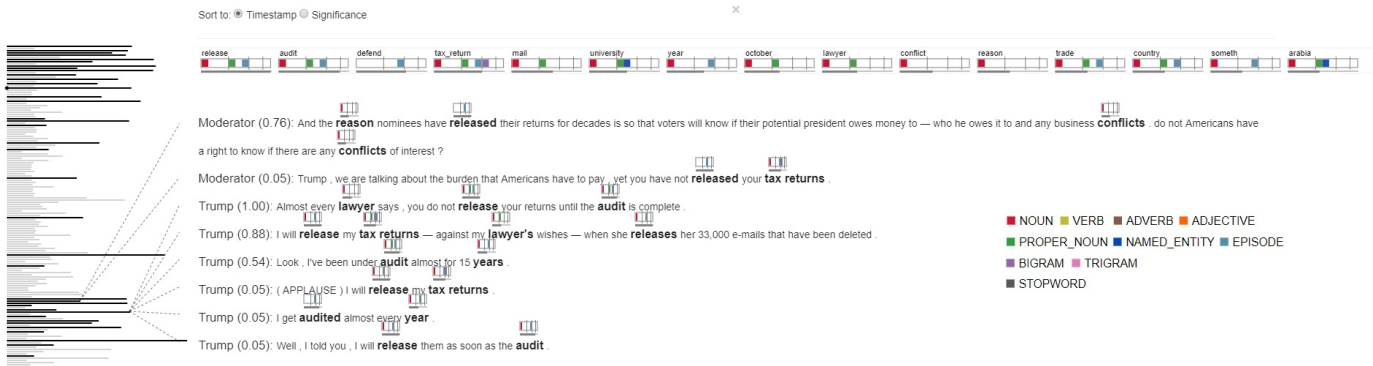 Sort to: Timestamp Significance ×
release audit defend tax_return mail university year october lawyer conflict reason trade country someth arabia
Moderator (0.76): And the reason nominees have released their returns for decades is so that voters will know if their potential president owes money to — who he owes it to and any business conflicts . do not Americans have
a right to know if there are any conflicts of interest ?
Moderator (0.05): Trump , we are talking about the burden that Americans have to pay , yet you have not released your tax returns .
Trump (1.00): Almost every lawyer says , you do not release your returns until the audit is complete .
Trump (0.88): I will release my tax returns — against my lawyer's wishes — when she releases her 33,000 e-mails that have been deleted .
Trump (0.54): Look , I've been under audit almost for 15 years .
Trump (0.05): ( APPLAUSE ) I will release my tax returns .
Trump (0.05): I get audited almost every year .
Trump (0.05): Well , I told you , I will release them as soon as the audit .
NOUN VERB ADVERB ADJECTIVE
PROPER_NOUN NAMED_ENTITY EPISODE
BIGRAM TRIGRAM
STOPWORD